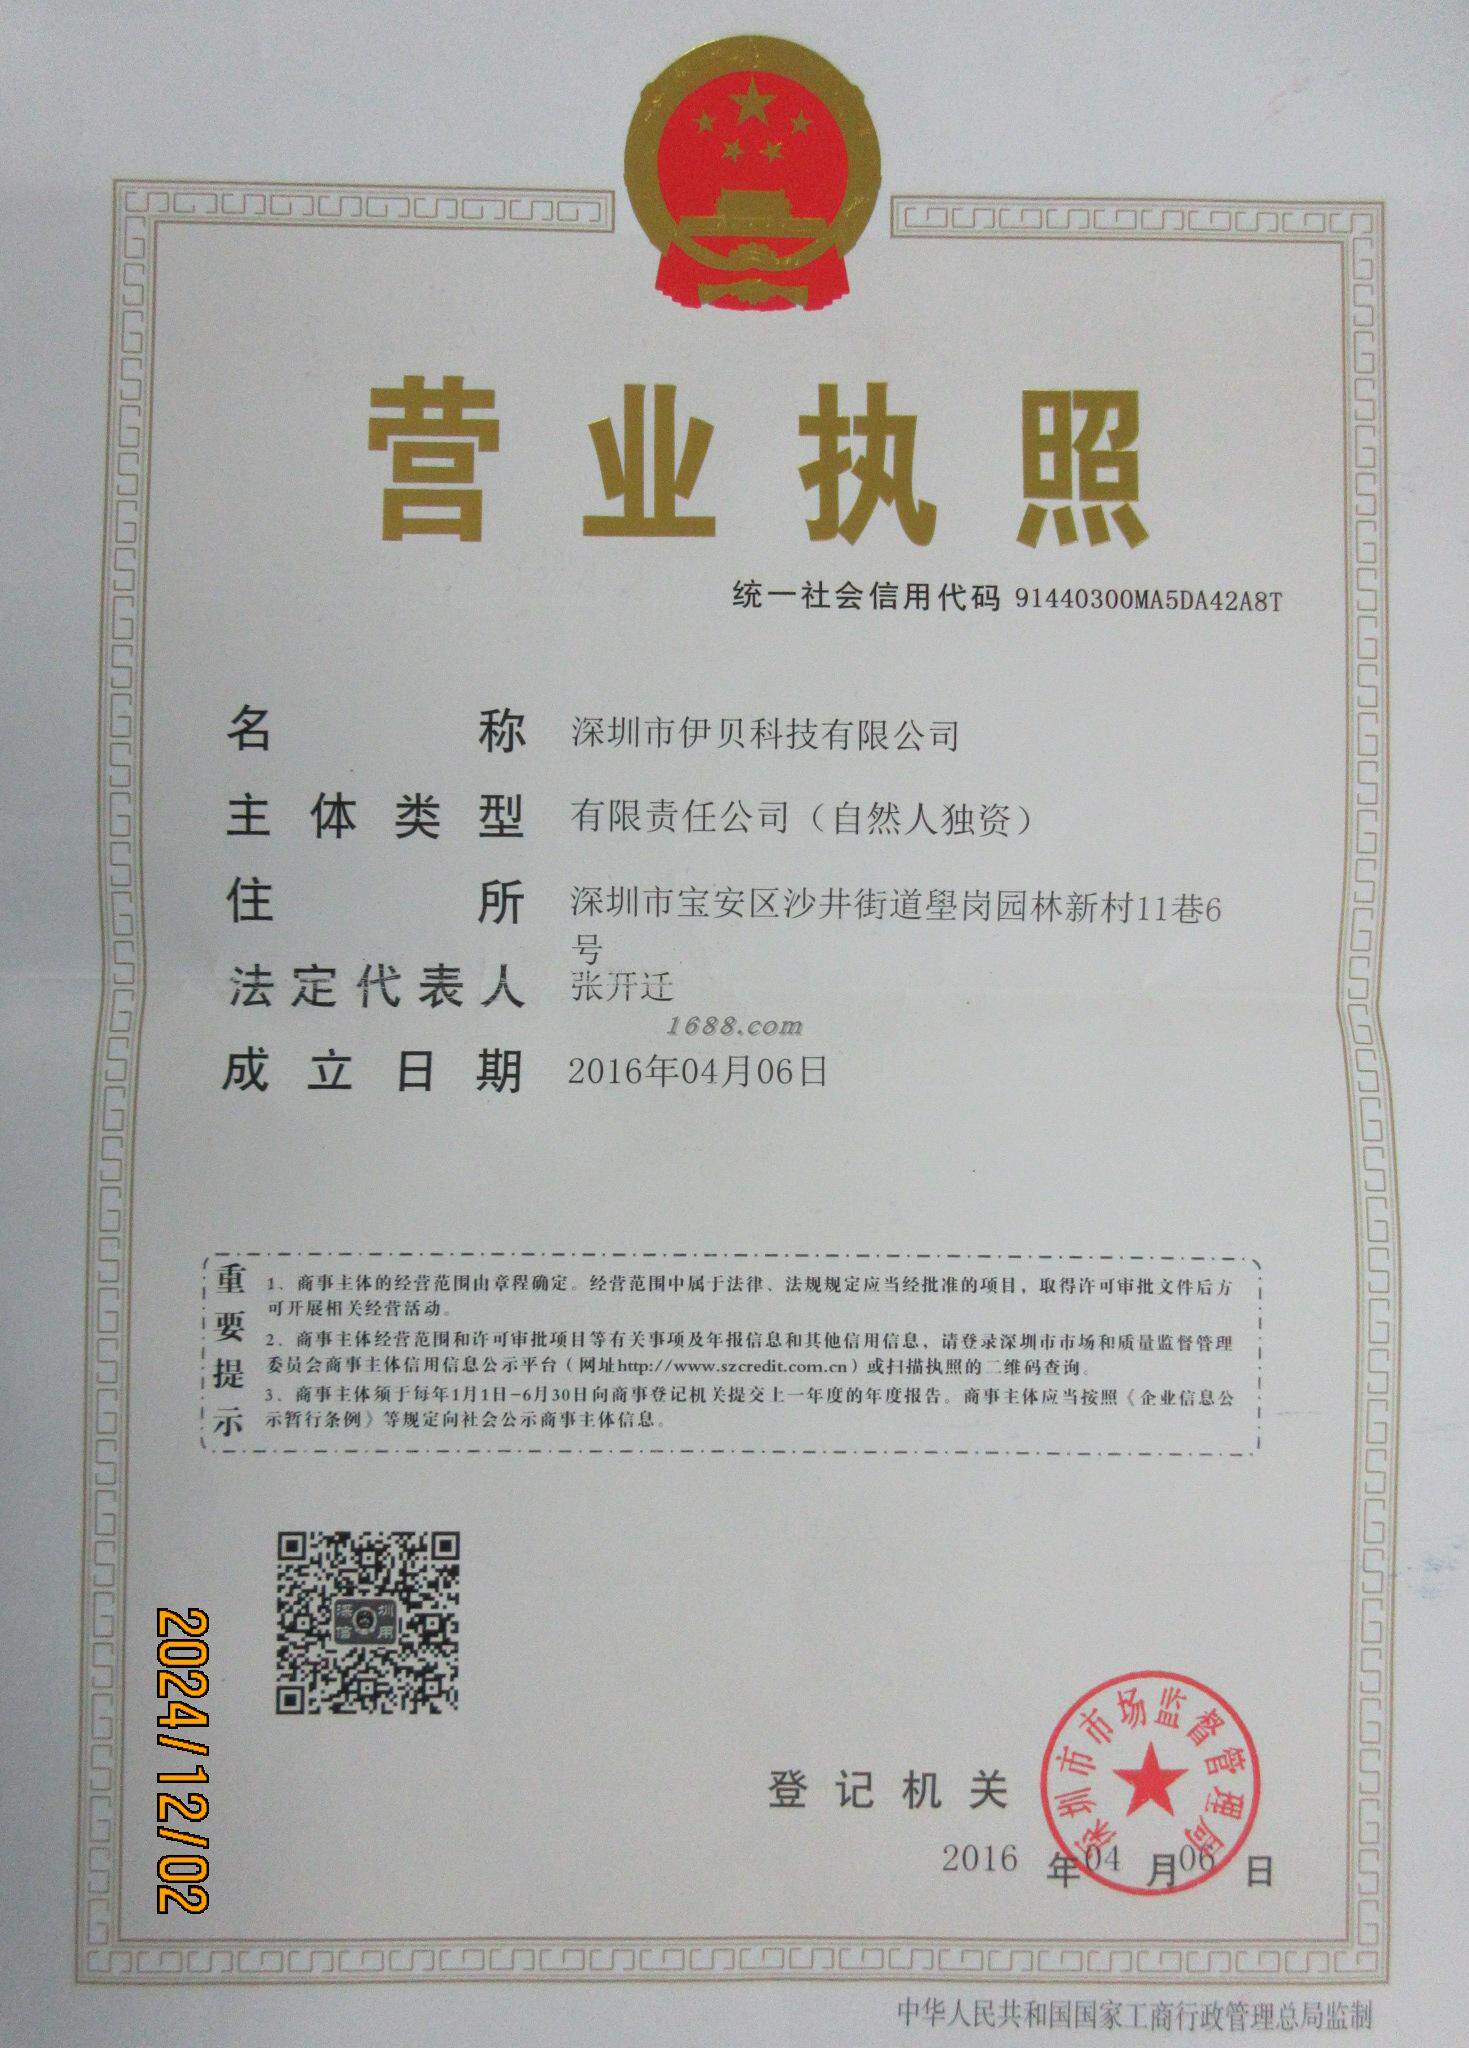 营业执照
统一社会信用代码 91440300MA5DA42A8T
名称 深圳市伊贝科技有限公司
主体类型 有限责任公司（自然人独资）
住所 深圳市宝安区沙井街道壆岗园林新村11巷6
号
法定代表人 张开迁
1688.com
成立日期 2016年04月06日
重要提示
1、商事主体的经营范围由章程确定。经营范围中属于法律、法规规定应当经批准的项目，取得许可审批文件后方
可开展相关经营活动。
2、商事主体经营范围和许可审批项目等有关事项及年报信息和其他信用信息，请登录深圳市市场和质量监督管理
委员会商事主体信用信息公示平台（网址http://www.szcredit.com.cn）或扫描执照的二维码查询。
3、商事主体须于每年1月1日-6月30日向商事登记机关提交上一年度的年度报告。商事主体应当按照《企业信息公
示暂行条例》等规定向社会公示商事主体信息。
深圳
信用
2024/12/02
登记机关
深圳市市场监督管理局
2016年04月06日
中华人民共和国国家工商行政管理总局监制